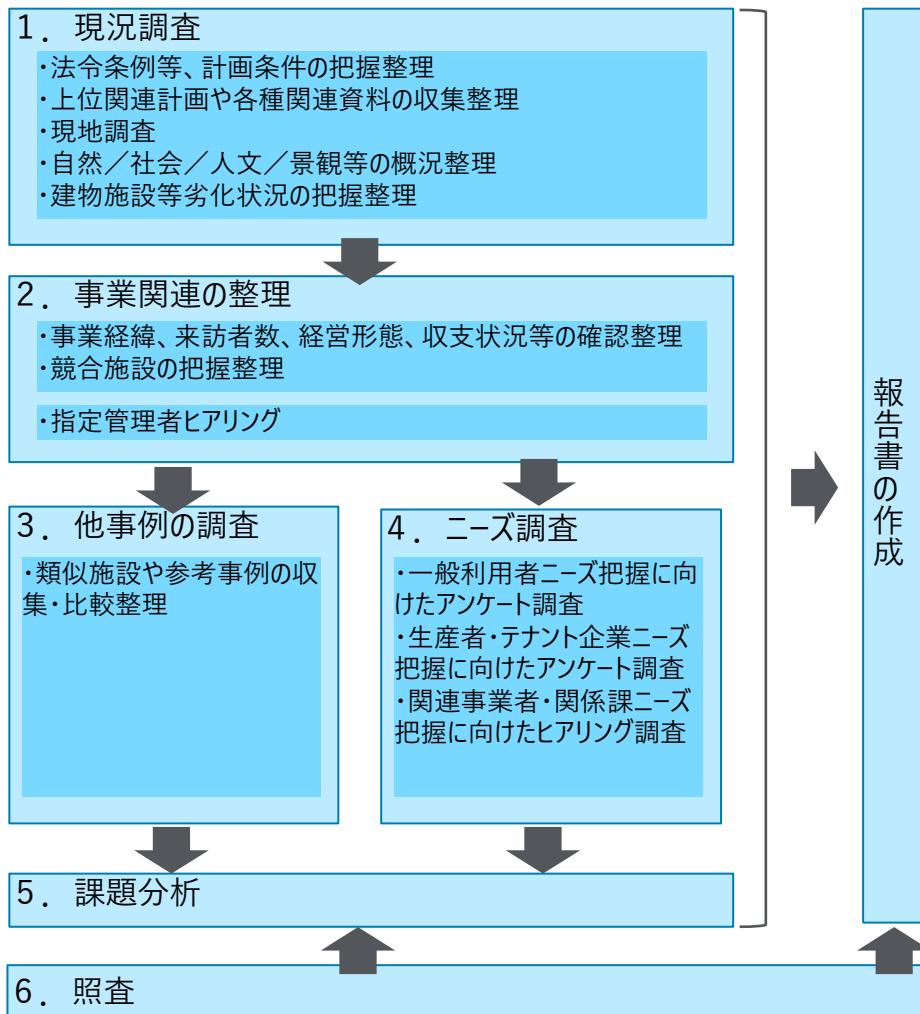 1．現況調査
・法令条例等、計画条件の把握整理
・上位関連計画や各種関連資料の収集整理
・現地調査
・自然／社会／人文／景観等の概況整理
・建物施設等劣化状況の把握整理
2．事業関連の整理
・事業経緯、来訪者数、経営形態、収支状況等の確認整理
・競合施設の把握整理
・指定管理者ヒアリング
3．他事例の調査
・類似施設や参考事例の収
集・比較整理
4．ニーズ調査
・一般利用者ニーズ把握に向
けたアンケート調査
・生産者・テナント企業ニーズ
把握に向けたアンケート調査
・関連事業者・関係課ニーズ
把握に向けたヒアリング調査
5．課題分析
6．照査
報告書の作成